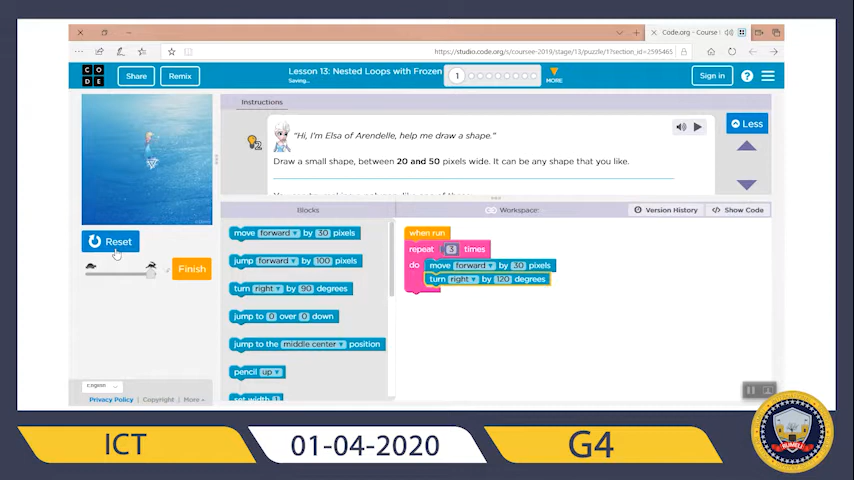 Code.org - Course
https://studio.code.org/s/coursee-2019/stage/13/puzzle/1?section_id=2595465
C O
D E
Share
Remix
Lesson 13: Nested Loops with Frozen
Saving...
1
MORE
Sign in
?
Instructions
2
"Hi, I'm Elsa of Arendelle, help me draw a shape."
Draw a small shape, between 20 and 50 pixels wide. It can be any shape that you like.
Less
Blocks
Workspace:
Version History
Show Code
Reset
Finish
move forward by 30 pixels
jump forward by 100 pixels
turn right by 90 degrees
jump to 0 over 0 down
jump to the middle center position
pencil up
set width
when run
repeat 3 times
do move forward by 30 pixels
turn right by 120 degrees
English
Privacy Policy | Copyright | More
ICT
01-04-2020
G4